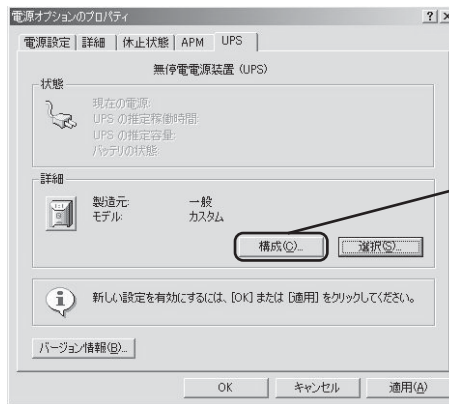 電源オプションのプロパティ
電源設定 詳細 休止状態 APM UPS
無停電電源装置 (UPS)
状態
現在の電源:
UPS の推定稼働時間:
UPS の推定容量:
バッテリの状態:
詳細
製造元: 一般
モデル: カスタム
構成(C)... 選択(S)...
新しい設定を有効にするには、[OK] または [適用] をクリックしてください。
バージョン情報(B)...
OK キャンセル 適用(A)